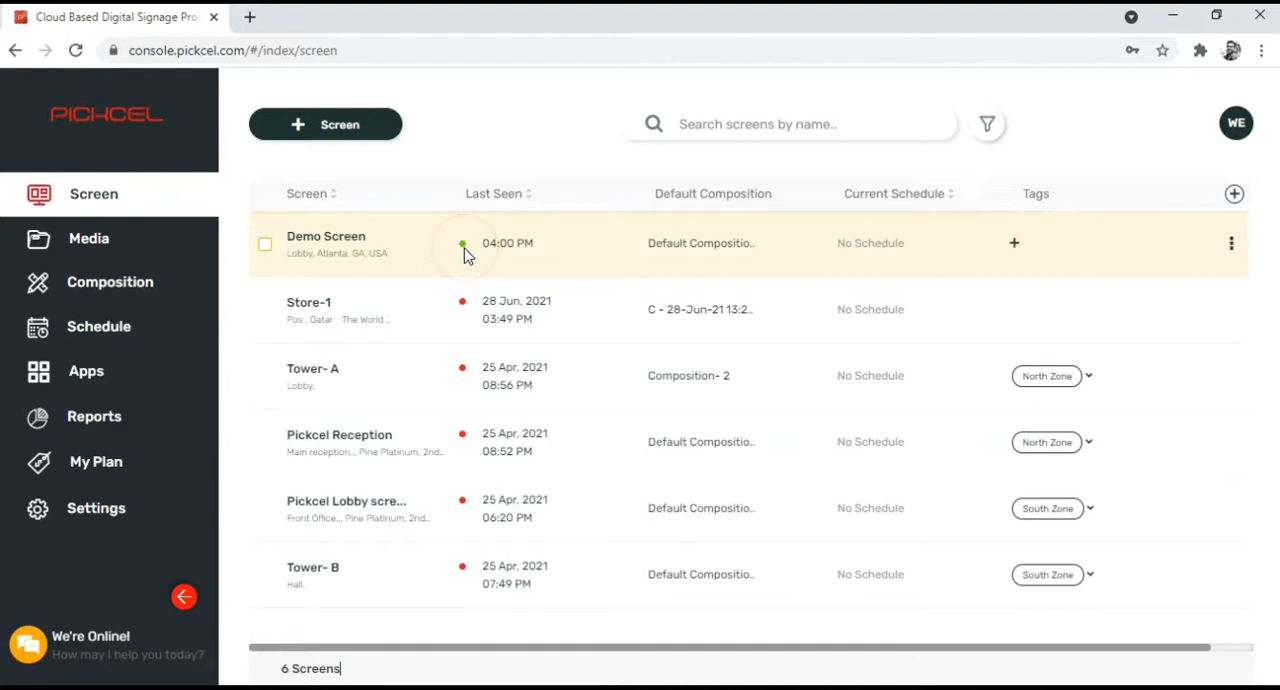 Cloud Based Digital Signage Pro
console.pickcel.com/#/index/screen
PICKCEL
Screen
Media
Composition
Schedule
Apps
Reports
My Plan
Settings
We're Online!
How may I help you today?
+ Screen
Search screens by name..
WE
Screen Last Seen Default Composition Current Schedule Tags
Demo Screen
Lobby, Atlanta, GA, USA
04:00 PM
Default Compositio..
No Schedule
+
Store-1
Pos , Qatar The World ..
28 Jun, 2021
03:49 PM
C - 28-Jun-21 13:2..
No Schedule
Tower- A
Lobby,
25 Apr, 2021
08:56 PM
Composition- 2
No Schedule
North Zone
Pickcel Reception
Main reception.., Pine Platinum, 2nd..
25 Apr, 2021
08:52 PM
Default Compositio..
No Schedule
North Zone
Pickcel Lobby scre...
Front Office.., Pine Platinum, 2nd..
25 Apr, 2021
06:20 PM
Default Compositio..
No Schedule
South Zone
Tower- B
Hall,
25 Apr, 2021
07:49 PM
Default Compositio..
No Schedule
South Zone
6 Screens